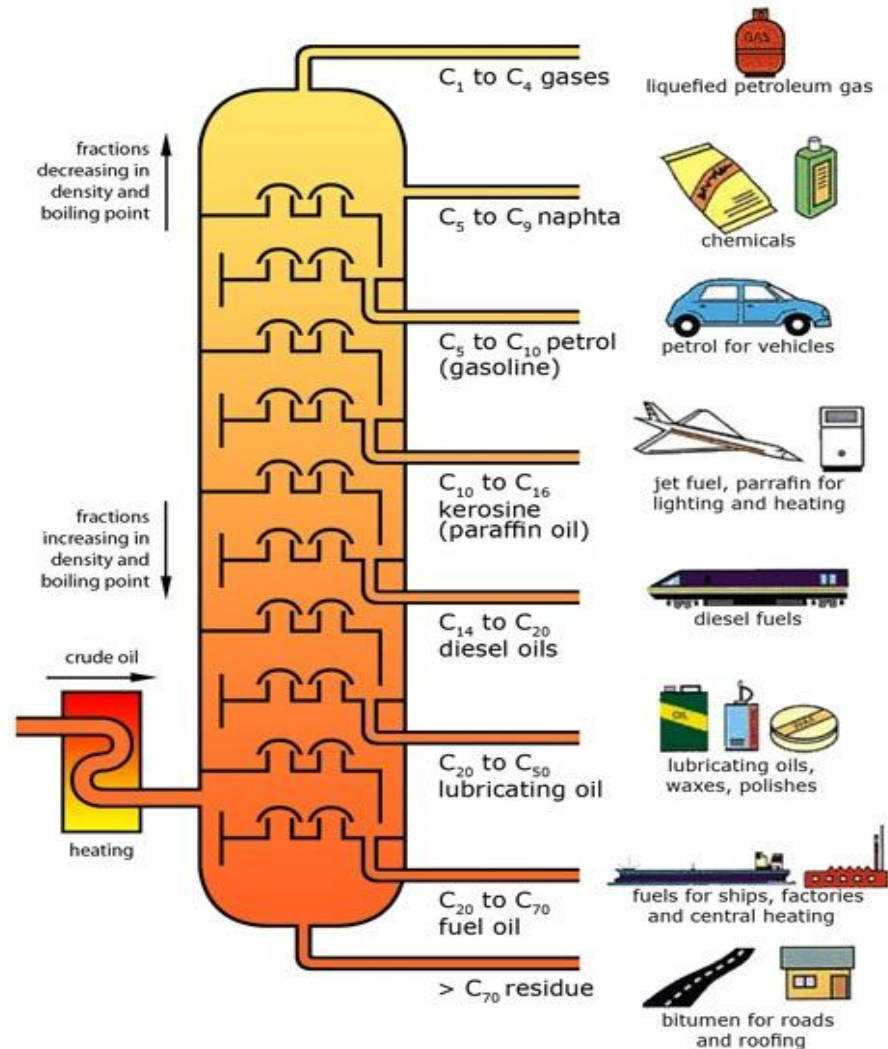 GAS
C₁ to C₄ gases
liquefied petroleum gas
fractions
decreasing in
density and
boiling point
C₅ to C₉ naphta
chemicals
C₅ to C₁₀ petrol
(gasoline)
petrol for vehicles
C₁₀ to C₁₆
kerosine
(paraffin oil)
jet fuel, parrafin for
lighting and heating
fractions
increasing in
density and
boiling point
C₁₄ to C₂₀
diesel oils
diesel fuels
crude oil
heating
OIL
C₂₀ to C₅₀
lubricating oil
lubricating oils,
waxes, polishes
C₂₀ to C₇₀
fuel oil
fuels for ships, factories
and central heating
> C₇₀ residue
bitumen for roads
and roofing